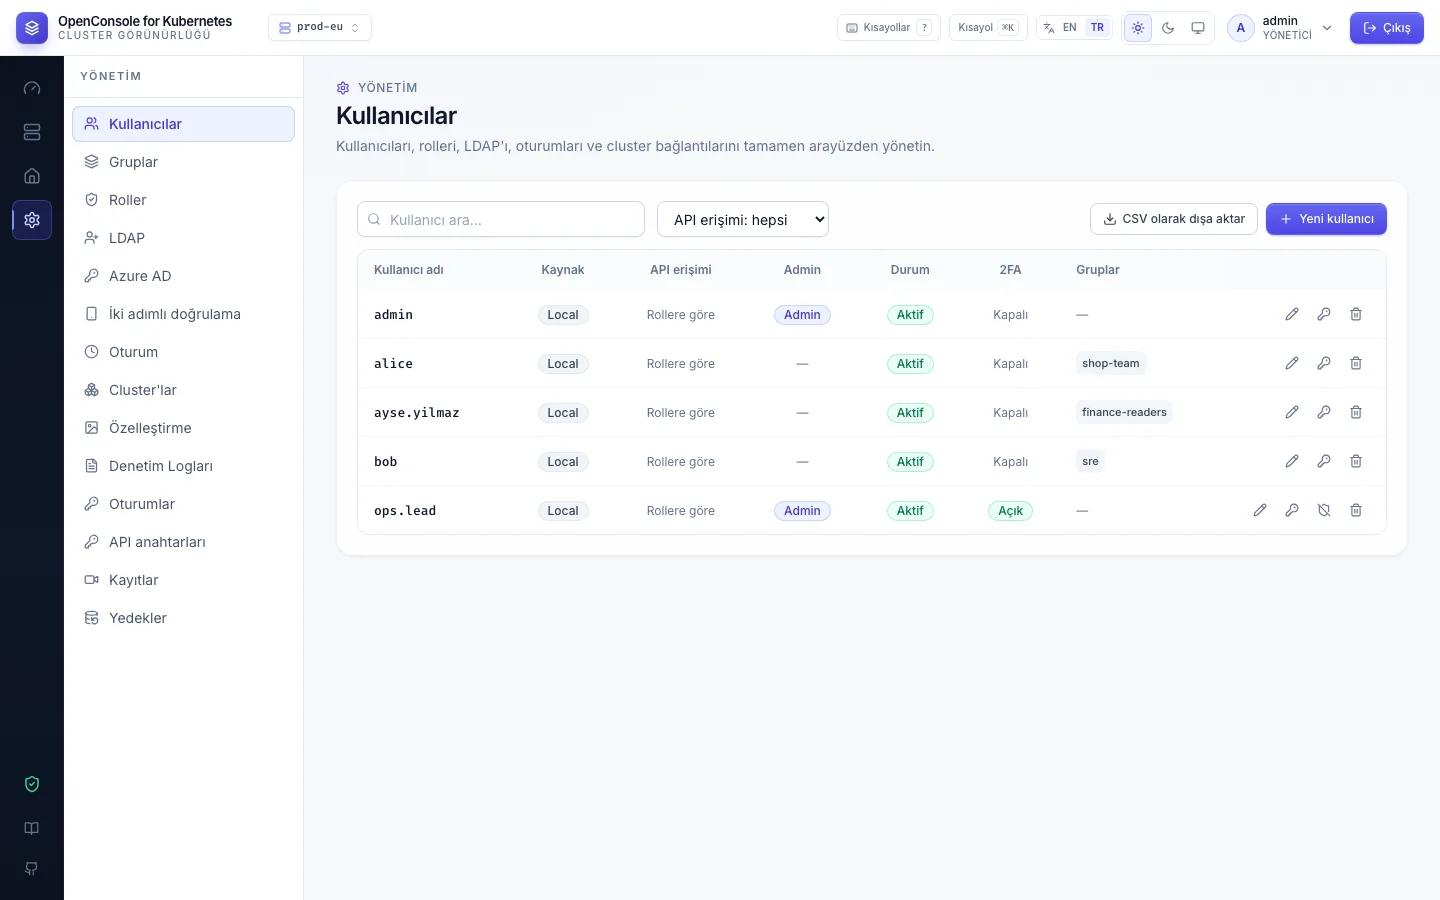 OpenConsole for Kubernetes
CLUSTER GÖRÜNÜRLÜĞÜ
prod-eu
Kısayollar ?
Kısayol ⌘K
EN TR
A
admin
YÖNETİCİ
Çıkış
YÖNETİM
Kullanıcılar
Gruplar
Roller
LDAP
Azure AD
İki adımlı doğrulama
Oturum
Cluster'lar
Özelleştirme
Denetim Logları
Oturumlar
API anahtarları
Kayıtlar
Yedekler
YÖNETİM
Kullanıcılar
Kullanıcıları, rolleri, LDAP'ı, oturumları ve cluster bağlantılarını tamamen arayüzden yönetin.
Kullanıcı ara...
API erişimi: hepsi
CSV olarak dışa aktar
Yeni kullanıcı
Kullanıcı adı Kaynak API erişimi Admin Durum 2FA Gruplar
admin Local Rollere göre Admin Aktif Kapalı —
alice Local Rollere göre — Aktif Kapalı shop-team
ayse.yilmaz Local Rollere göre — Aktif Kapalı finance-readers
bob Local Rollere göre — Aktif Kapalı sre
ops.lead Local Rollere göre Admin Aktif Açık —